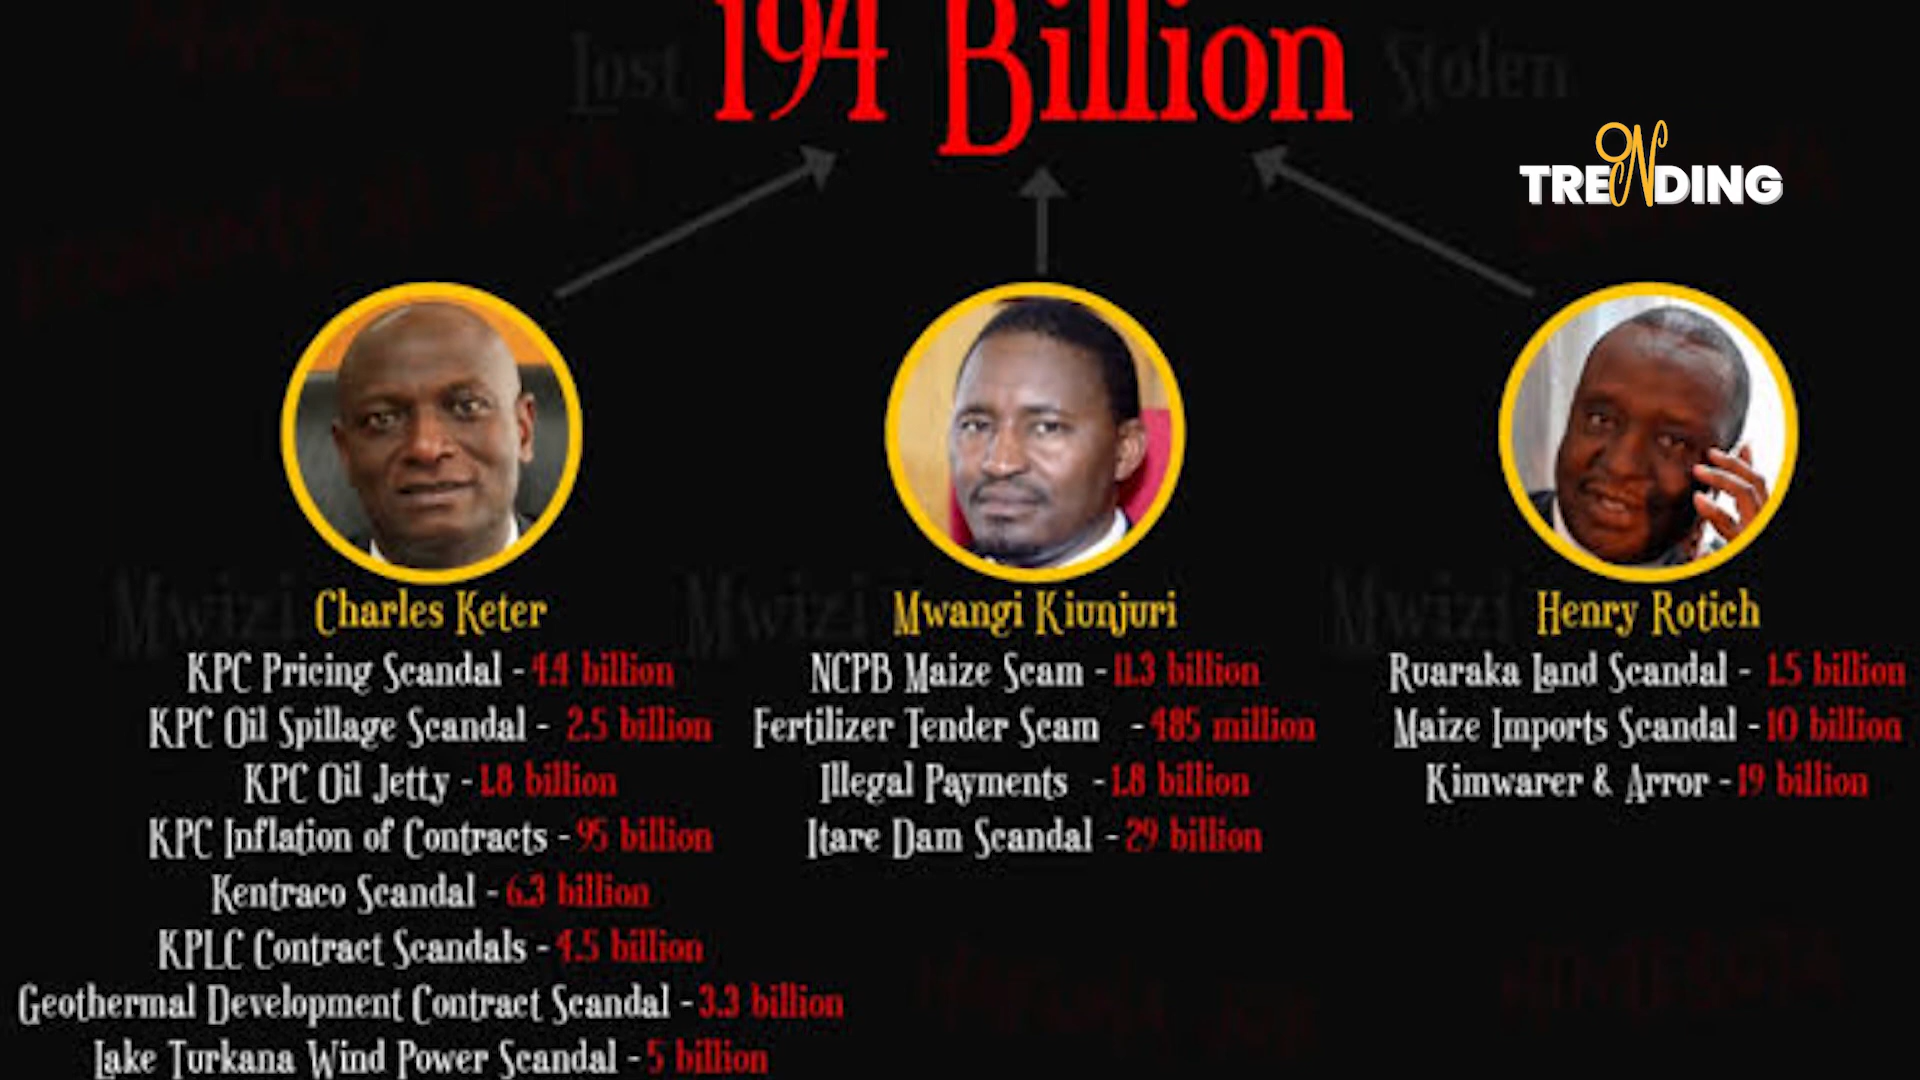 Lost 194 Billion Stolen
TRENDING
Charles Keter
KPC Pricing Scandal - 4.4 billion
KPC Oil Spillage Scandal - 2.5 billion
KPC Oil Jetty - 1.8 billion
KPC Inflation of Contracts - 95 billion
Kentraco Scandal - 6.3 billion
KPLC Contract Scandals - 4.5 billion
Geothermal Development Contract Scandal - 3.3 billion
Lake Turkana Wind Power Scandal - 5 billion
Mwizi
Mwangi Kiunjuri
NCPB Maize Scam - 11.3 billion
Fertilizer Tender Scam - 485 million
Illegal Payments - 1.8 billion
Itare Dam Scandal - 29 billion
Mwizi
Henry Rotich
Ruaraka Land Scandal - 1.5 billion
Maize Imports Scandal - 10 billion
Kimwarer & Arror - 19 billion
Mwizi